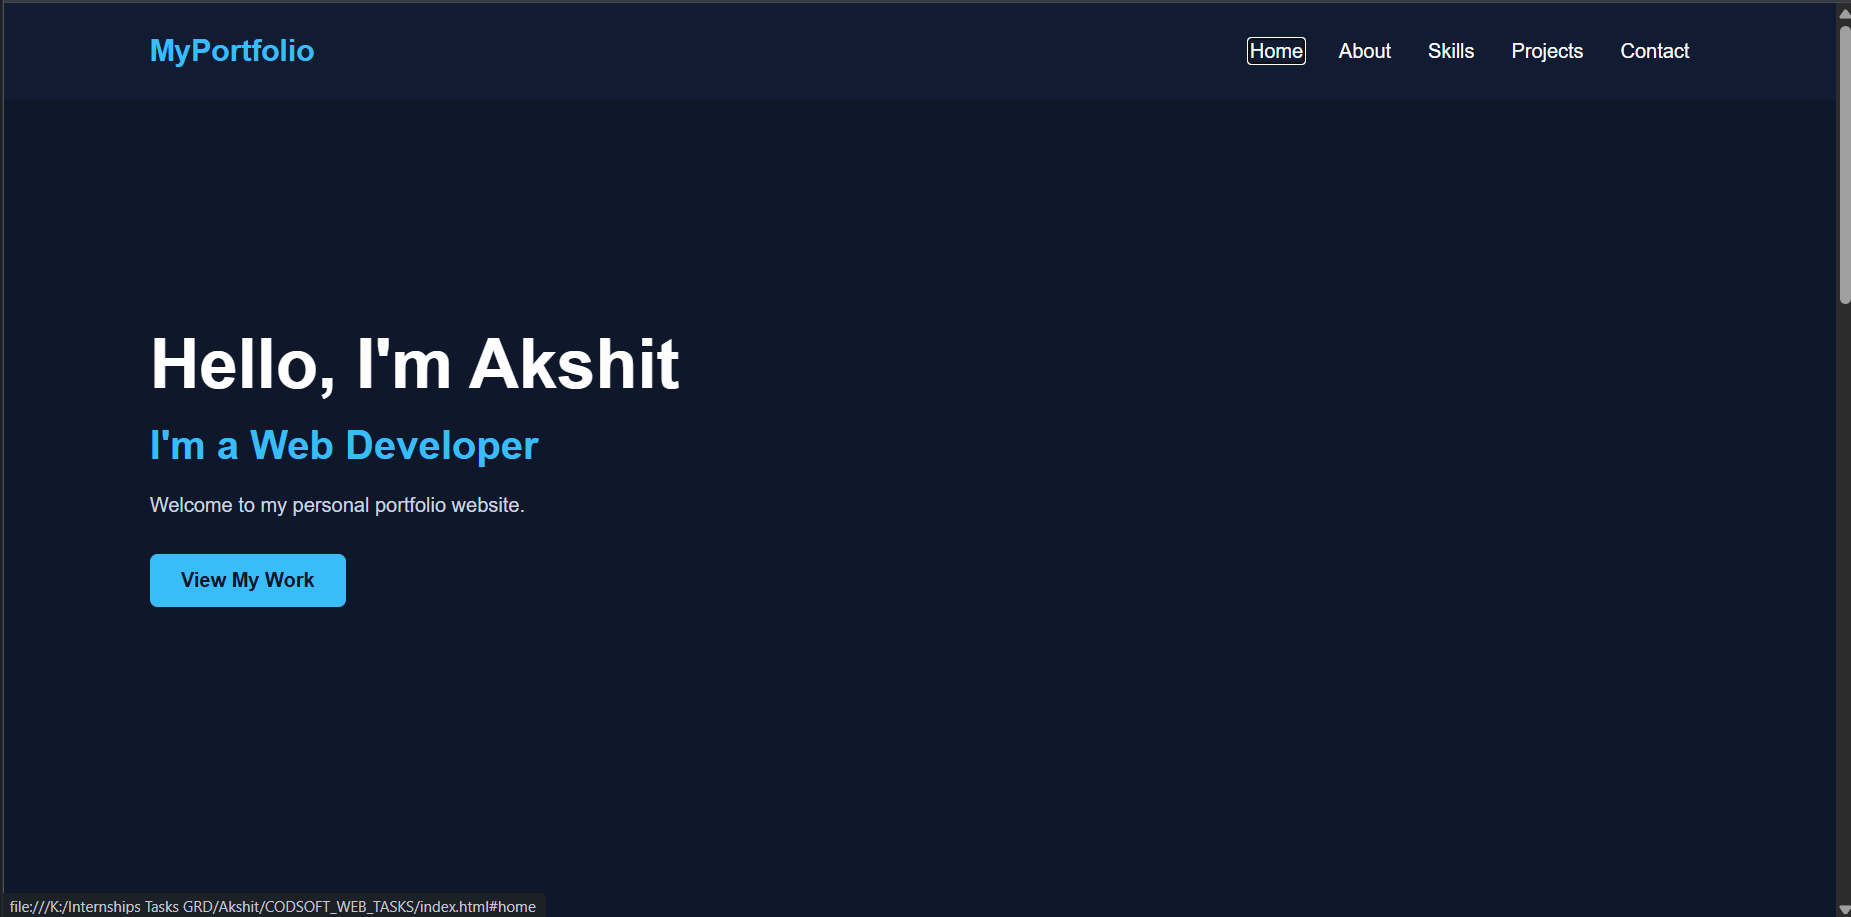 MyPortfolio
Home About Skills Projects Contact
Hello, I'm Akshit
I'm a Web Developer
Welcome to my personal portfolio website.
View My Work
file:///K:/Internships Tasks GRD/Akshit/CODSOFT_WEB_TASKS/index.html#home